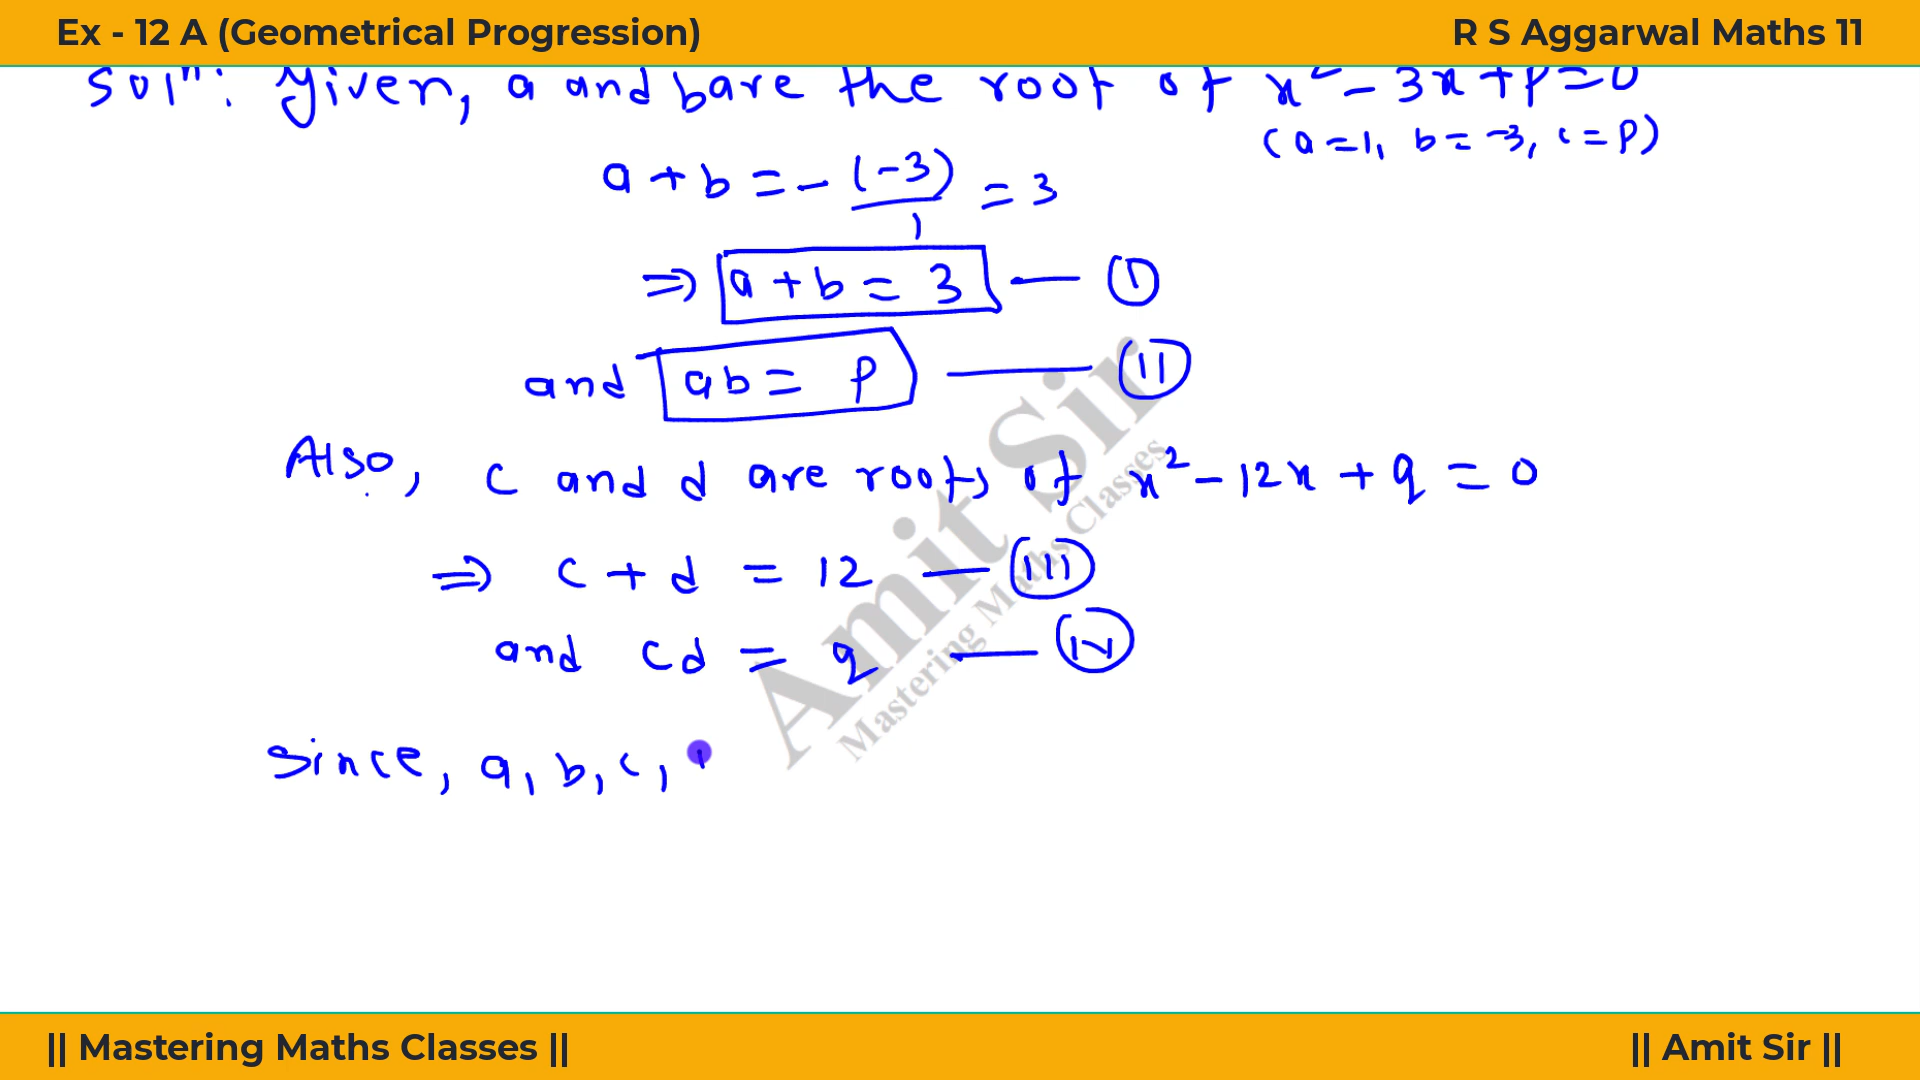 Ex - 12 A (Geometrical Progression)
R S Aggarwal Maths 11
Solⁿ: Given, a and b are the root of x² - 3x + p = 0
(a = 1, b = -3, c = p)
a + b = - (-3)/1 = 3
⇒ a + b = 3 — (I)
and ab = p — (II)
Also, c and d are roots of x² - 12x + q = 0
⇒ c + d = 12 — (III)
and cd = q — (IV)
Since, a, b, c,
Amit Sir
Mastering Maths Classes
|| Mastering Maths Classes ||
|| Amit Sir ||